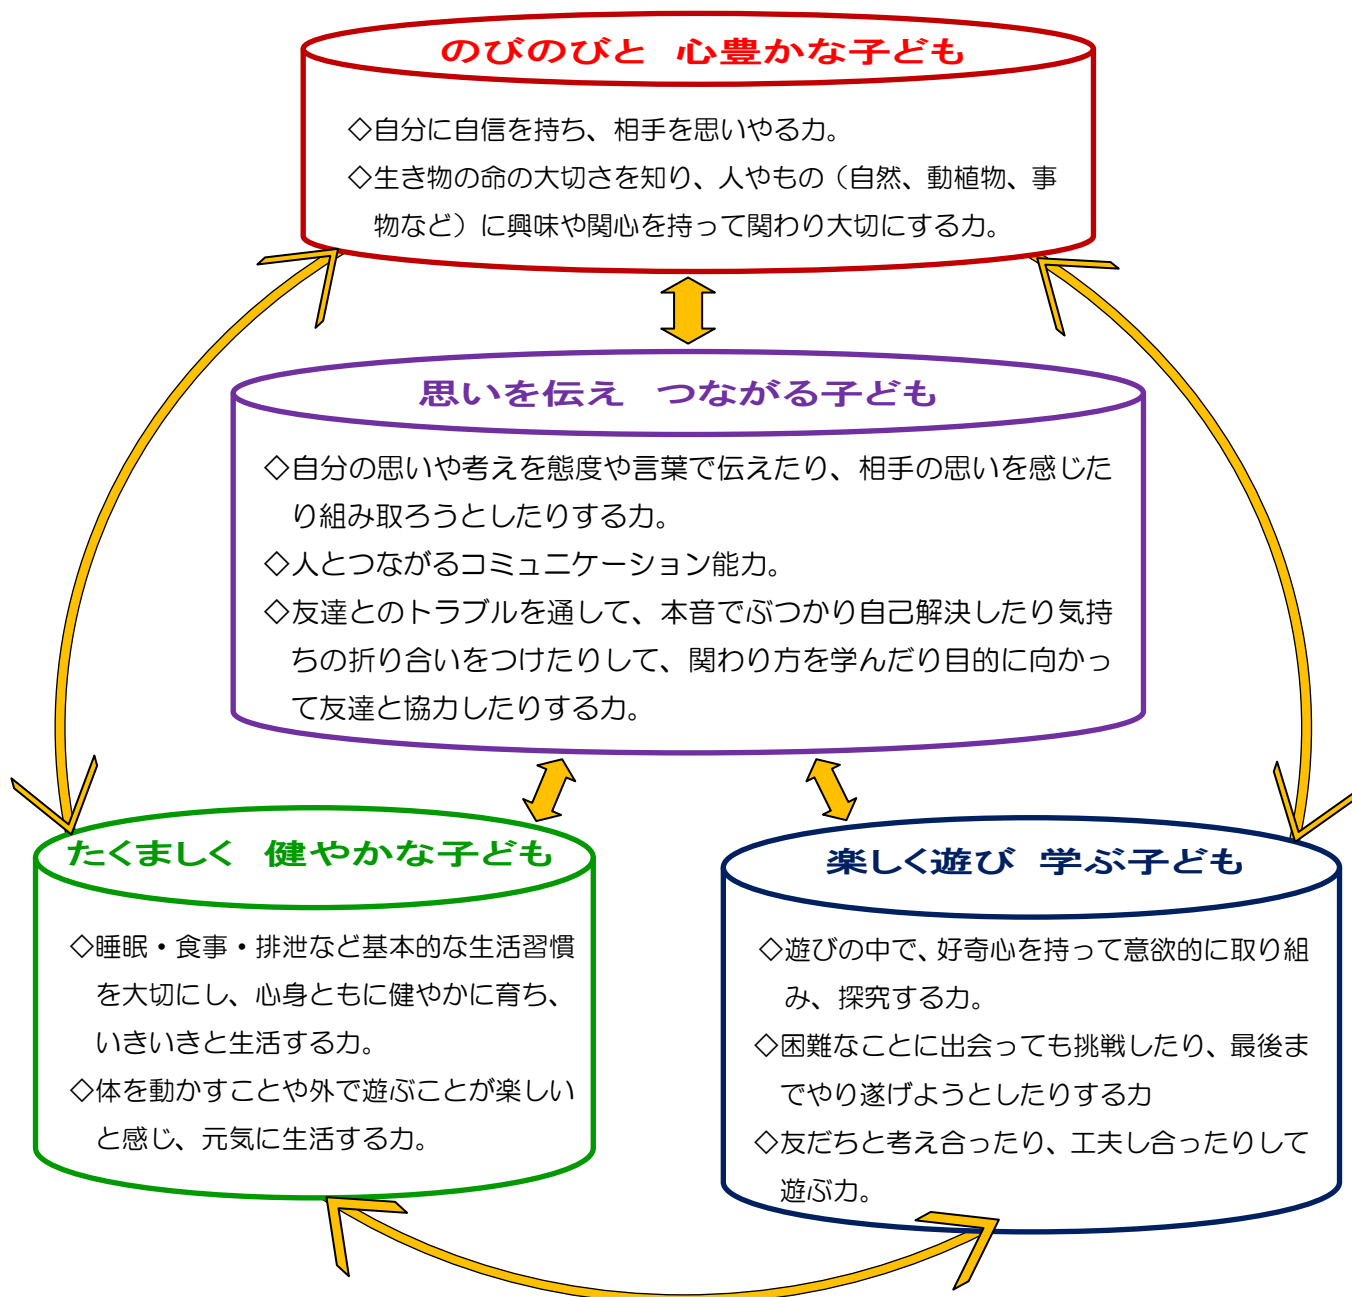 のびのびと 心豊かな子ども
◇自分に自信を持ち、相手を思いやる力。
◇生き物の命の大切さを知り、人やもの（自然、動植物、事
物など）に興味や関心を持って関わり大切にする力。
思いを伝え つながる子ども
◇自分の思いや考えを態度や言葉で伝えたり、相手の思いを感じた
り組み取ろうとしたりする力。
◇人とつながるコミュニケーション能力。
◇友達とのトラブルを通して、本音でぶつかり自己解決したり気持
ちの折り合いをつけたりして、関わり方を学んだり目的に向かっ
て友達と協力したりする力。
たくましく 健やかな子ども
◇睡眠・食事・排泄など基本的な生活習慣
を大切にし、心身ともに健やかに育ち、
いきいきと生活する力。
◇体を動かすことや外で遊ぶことが楽しい
と感じ、元気に生活する力。
楽しく遊び 学ぶ子ども
◇遊びの中で、好奇心を持って意欲的に取り組
み、探究する力。
◇困難なことに出会っても挑戦したり、最後ま
でやり遂げようとしたりする力
◇友だちと考え合ったり、工夫し合ったりして
遊ぶ力。